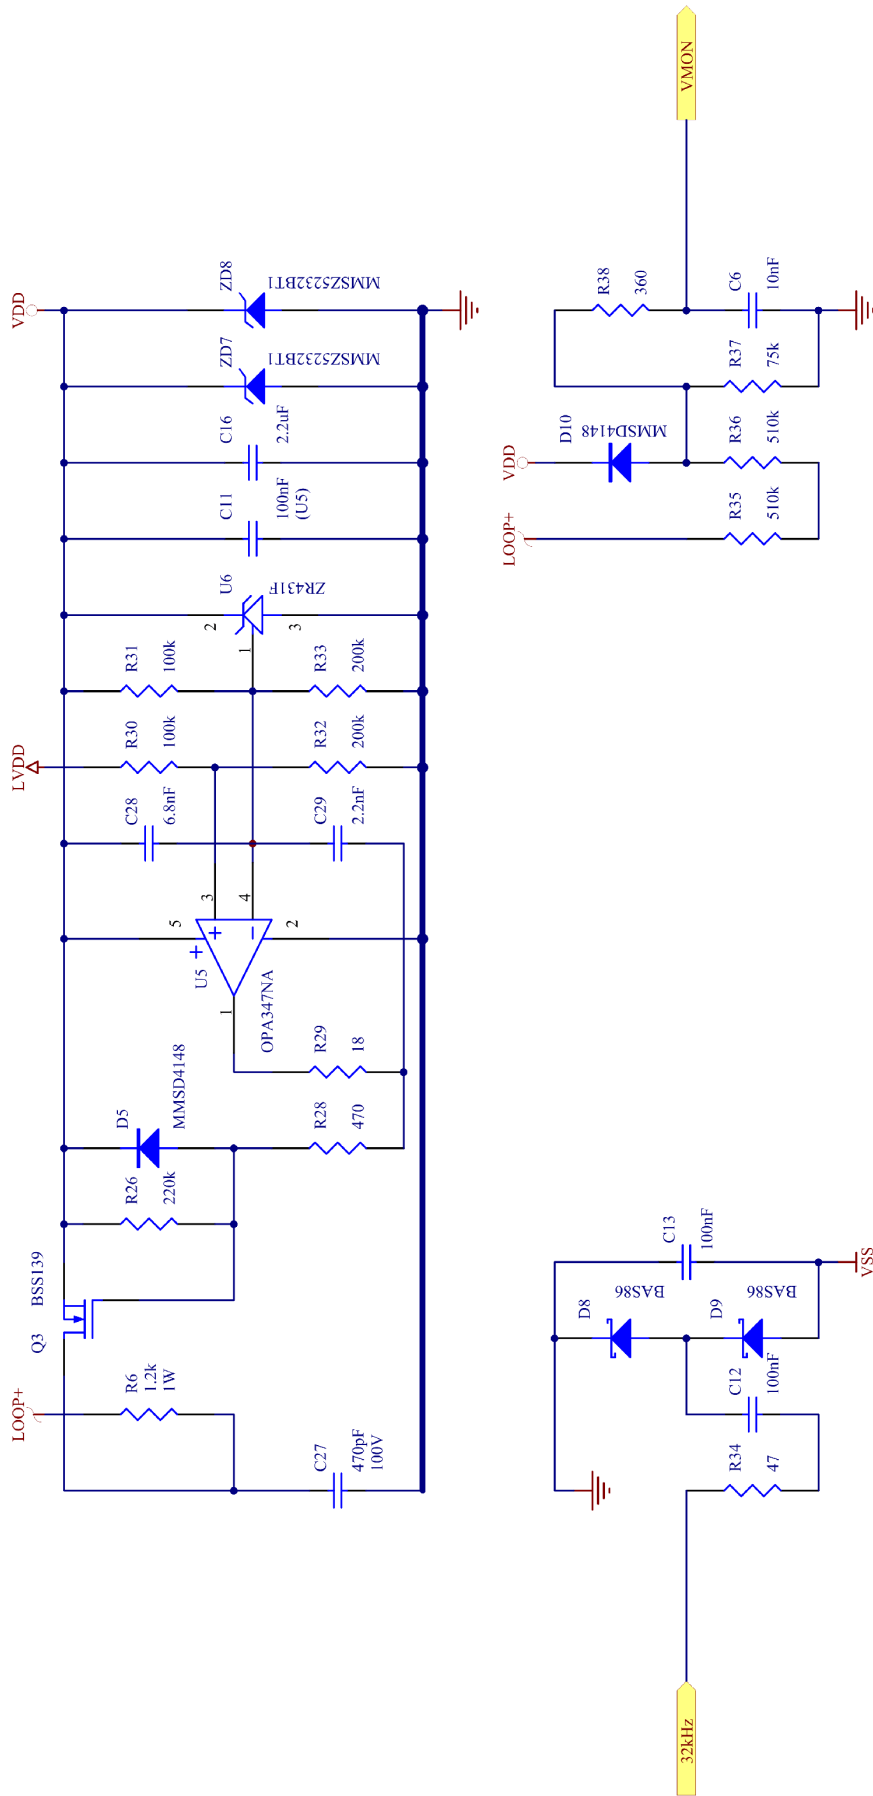 LOOP+
R6
1.2k
1W
C27
470pF
100V
Q3
BSS139
R26
220k
D5
MMSD4148
R28
470
R29
18
U5
OPA347NA
1
5
3
4
2
C28
6.8nF
C29
2.2nF
LVDD
R30
100k
R32
200k
R31
100k
R33
200k
U6
ZR431F
2
1
3
C11
100nF
(U5)
C16
2.2uF
ZD7
MMSZ5232BT1
ZD8
MMSZ5232BT1
VDD
32kHz
R34
47
C12
100nF
D8
BAS86
D9
BAS86
C13
100nF
VSS
LOOP+
R35
510k
VDD
D10
MMSD4148
R36
510k
R37
75k
R38
360
C6
10nF
VMON